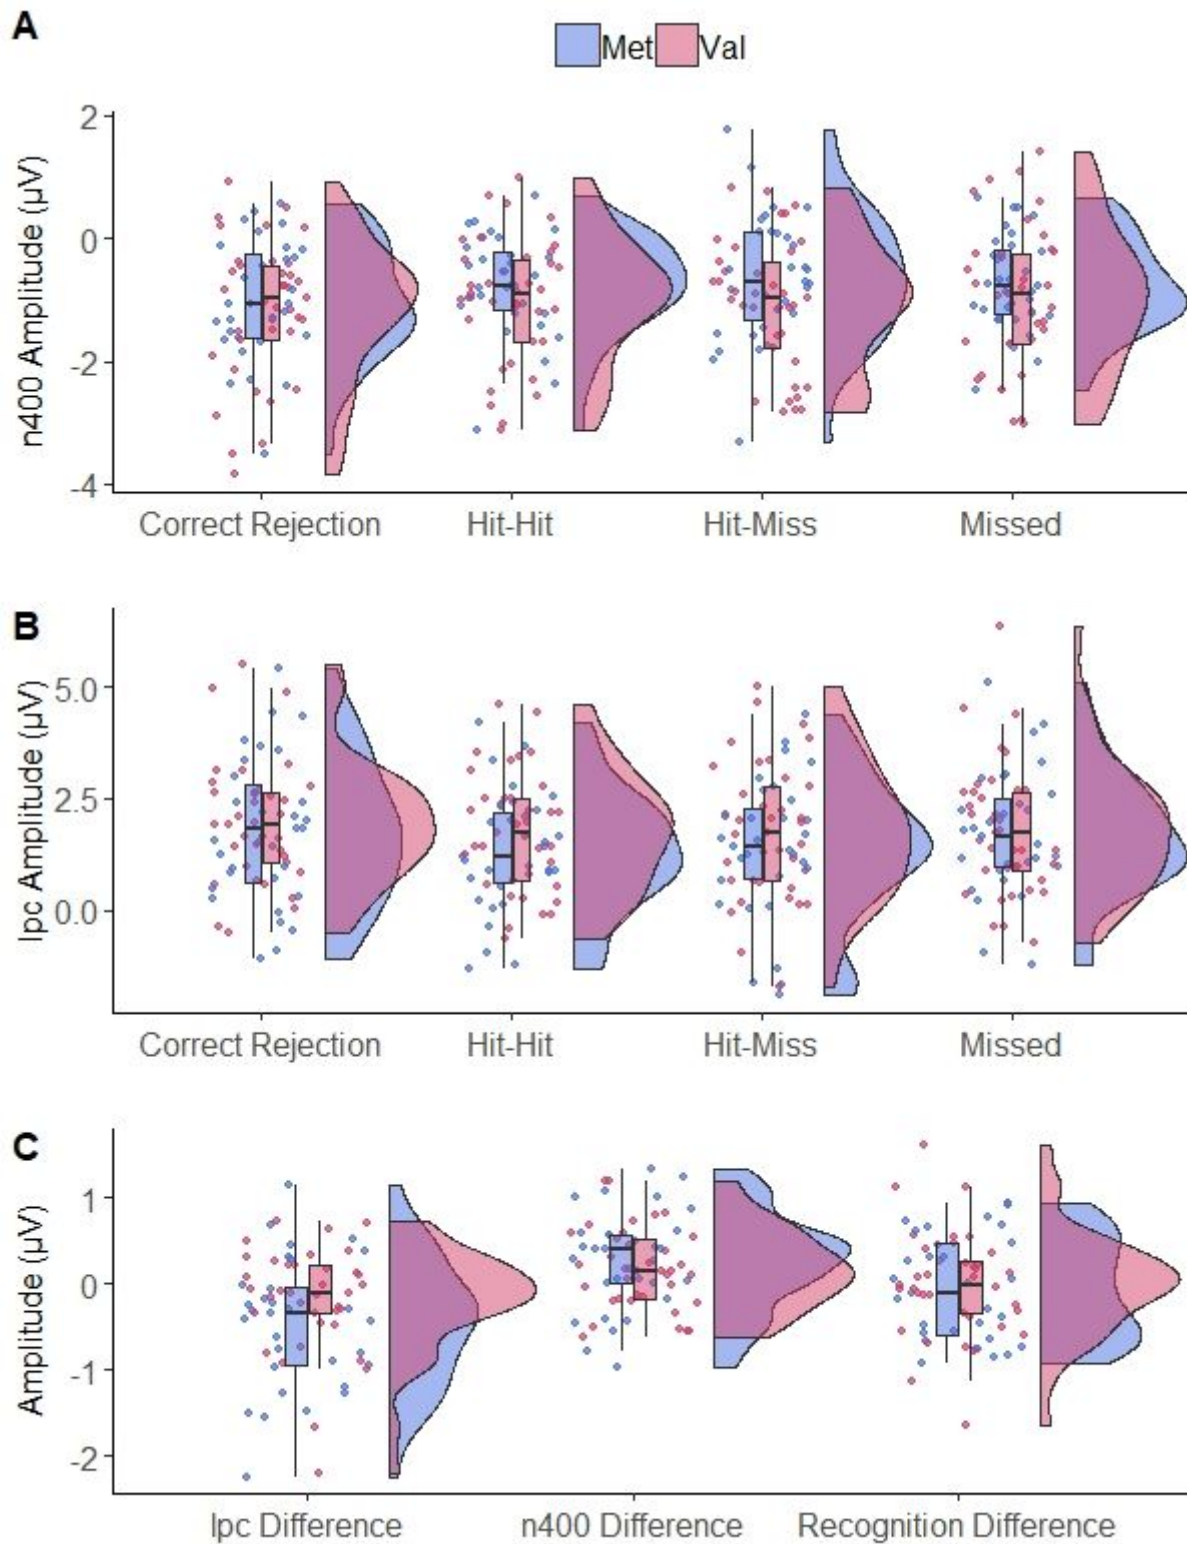 A
Met Val
n400 Amplitude (µV)
2
0
-2
-4
Correct Rejection Hit-Hit Hit-Miss Missed
B
lpc Amplitude (µV)
5.0
2.5
0.0
Correct Rejection Hit-Hit Hit-Miss Missed
C
Amplitude (µV)
1
0
-1
-2
lpc Difference n400 Difference Recognition Difference